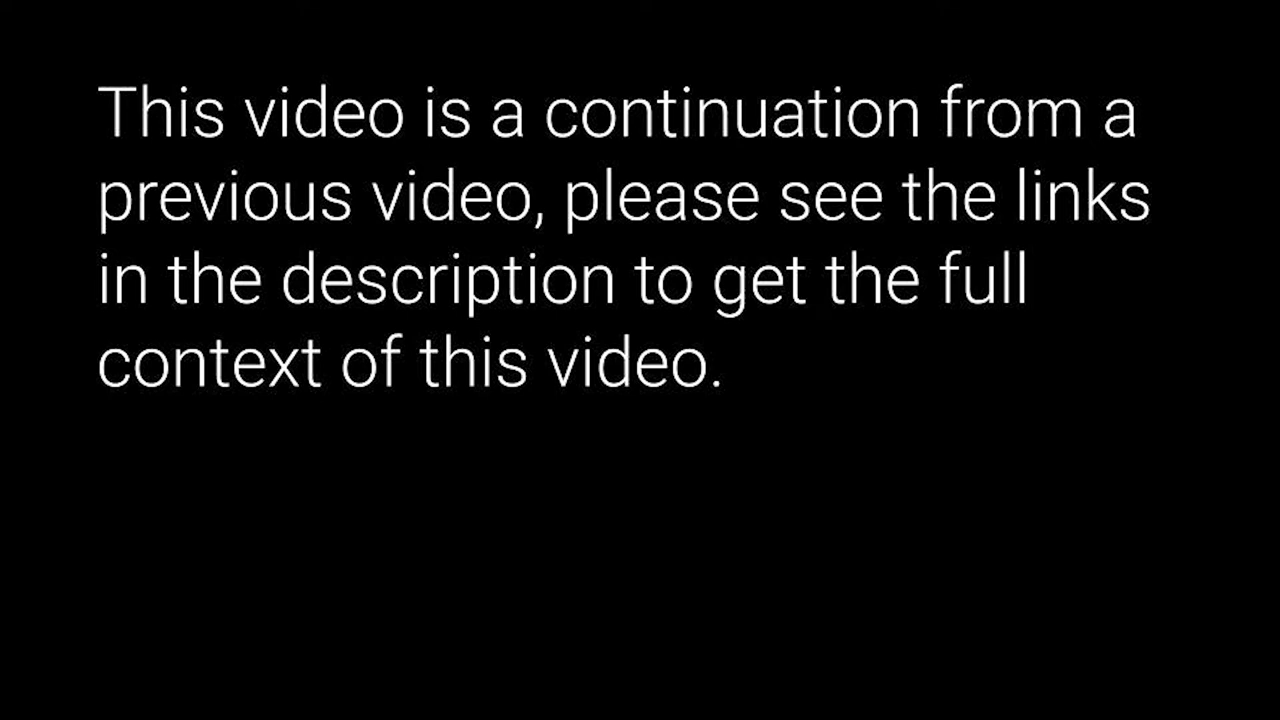 This video is a continuation from a
previous video, please see the links
in the description to get the full
context of this video.